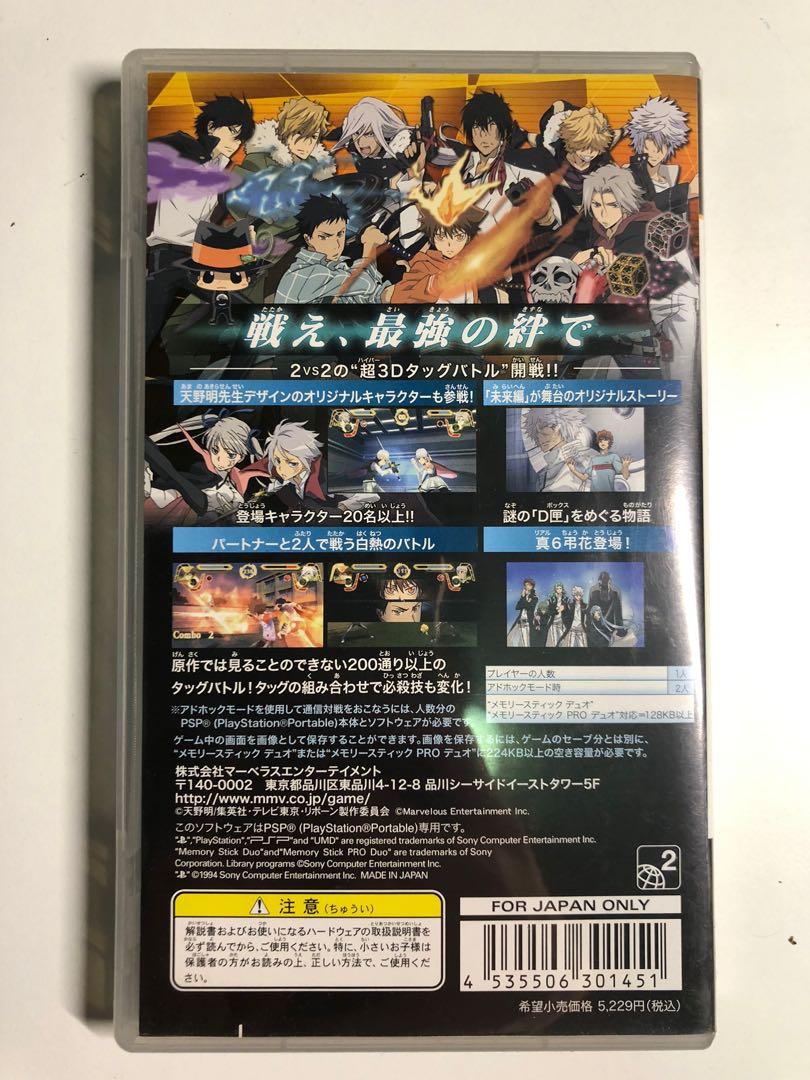 戦え、最強の絆で
2VS2の“超3Dタッグバトル”開戦!!
天野明先生デザインのオリジナルキャラクターも参戦!
「未来編」が舞台のオリジナルストーリー
登場キャラクター20名以上!!
謎の「D匣」をめぐる物語
パートナーと2人で戦う白熱のバトル
真6弔花登場!
Combo 2
原作では見ることのできない200通り以上の
タッグバトル!タッグの組み合わせで必殺技も変化!
プレイヤーの人数 1人
アドホックモード時 2人
“メモリースティック デュオ”
“メモリースティック PRO デュオ”対応=128KB以上
※アドホックモードを使用して通信対戦をおこなうには、人数分の
PSP® (PlayStation®Portable)本体とソフトウェアが必要です。
ゲーム中の画面を画像として保存することができます。画像を保存するには、ゲームのセーブ分とは別に、
“メモリースティック デュオ”または“メモリースティック PRO デュオ”に224KB以上の空き容量が必要です。
株式会社マーベラスエンターテイメント
〒140-0002 東京都品川区東品川4-12-8 品川シーサイドイーストタワー5F
http://www.mmv.co.jp/game/
©天野明/集英社・テレビ東京・リボーン製作委員会 ©Marvelous Entertainment Inc.
このソフトウェアはPSP® (PlayStation®Portable)専用です。
“ ”,“PlayStation”,“PSP” and “UMD” are registered trademarks of Sony Computer Entertainment Inc.
“Memory Stick Duo”and“Memory Stick PRO Duo” are trademarks of Sony
Corporation. Library programs ©Sony Computer Entertainment Inc.
“ ” ©1994 Sony Computer Entertainment Inc. MADE IN JAPAN
2
注意(ちゅうい)
解説書およびお使いになるハードウェアの取扱説明書を
必ず読んでから、ご使用ください。特に、小さいお子様は
保護者の方がお読みの上、正しい方法で、ご使用くだ
さい。
FOR JAPAN ONLY
4 535506 301451
希望小売価格 5,229円(税込)